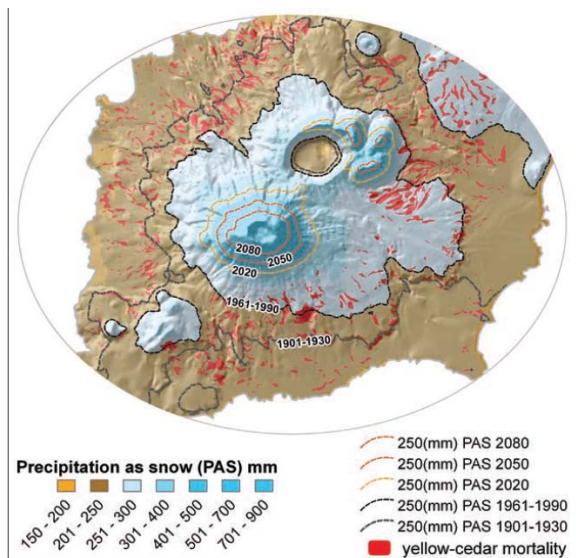 2080
2050
2020
1961-1990
1901-1930
Precipitation as snow (PAS) mm
150 - 200
201 - 250
251 - 300
301 - 400
401 - 500
501 - 700
701 - 900
250(mm) PAS 2080
250(mm) PAS 2050
250(mm) PAS 2020
250(mm) PAS 1961-1990
250(mm) PAS 1901-1930
yellow-cedar mortality